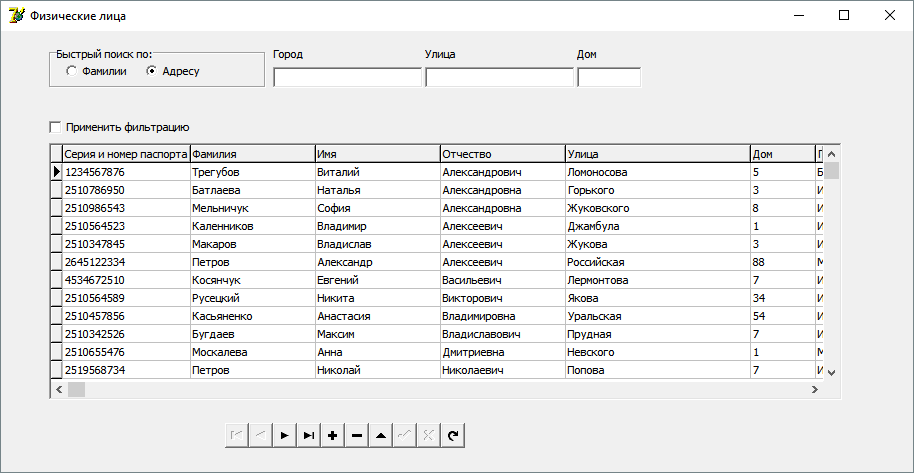 Физические лица
Быстрый поиск по:
Фамилии Адресу
Город Улица Дом
Применить фильтрацию
Серия и номер паспорта Фамилия Имя Отчество Улица Дом Г
1234567876 Трегубов Виталий Александрович Ломоносова 5 Б
2510786950 Батлаева Наталья Александровна Горького 3 И
2510986543 Мельничук София Александровна Жуковского 8 И
2510564523 Каленников Владимир Алексеевич Джамбула 1 И
2510347845 Макаров Владислав Алексеевич Жукова 3 И
2645122334 Петров Александр Алексеевич Российская 88 М
4534672510 Косянчук Евгений Васильевич Лермонтова 7 И
2510564589 Русецкий Никита Викторович Якова 34 И
2510457856 Касьяненко Анастасия Владимировна Уральская 54 И
2510342526 Бугдаев Максим Владиславович Прудная 7 И
2510655476 Москалева Анна Дмитриевна Невского 1 М
2519568734 Петров Николай Николаевич Попова 7 И